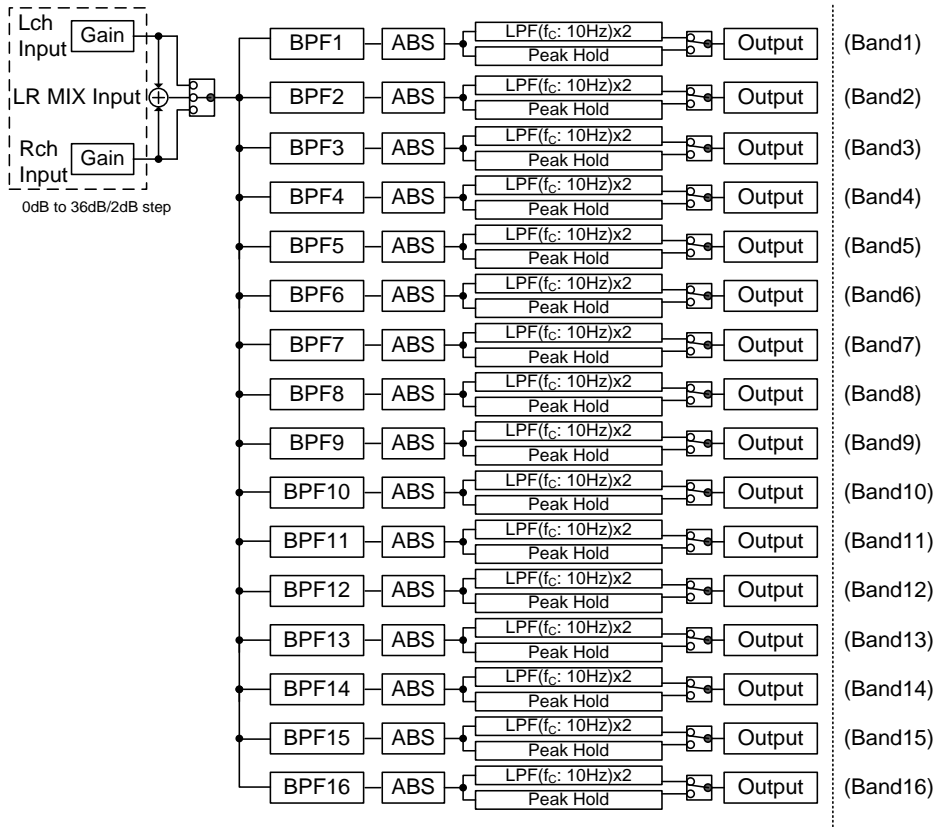 Lch
Input
Gain
LR MIX Input
Rch
Input
Gain
0dB to 36dB/2dB step
BPF1 ABS LPF(fC: 10Hz)x2 Peak Hold Output (Band1)
BPF2 ABS LPF(fC: 10Hz)x2 Peak Hold Output (Band2)
BPF3 ABS LPF(fC: 10Hz)x2 Peak Hold Output (Band3)
BPF4 ABS LPF(fC: 10Hz)x2 Peak Hold Output (Band4)
BPF5 ABS LPF(fC: 10Hz)x2 Peak Hold Output (Band5)
BPF6 ABS LPF(fC: 10Hz)x2 Peak Hold Output (Band6)
BPF7 ABS LPF(fC: 10Hz)x2 Peak Hold Output (Band7)
BPF8 ABS LPF(fC: 10Hz)x2 Peak Hold Output (Band8)
BPF9 ABS LPF(fC: 10Hz)x2 Peak Hold Output (Band9)
BPF10 ABS LPF(fC: 10Hz)x2 Peak Hold Output (Band10)
BPF11 ABS LPF(fC: 10Hz)x2 Peak Hold Output (Band11)
BPF12 ABS LPF(fC: 10Hz)x2 Peak Hold Output (Band12)
BPF13 ABS LPF(fC: 10Hz)x2 Peak Hold Output (Band13)
BPF14 ABS LPF(fC: 10Hz)x2 Peak Hold Output (Band14)
BPF15 ABS LPF(fC: 10Hz)x2 Peak Hold Output (Band15)
BPF16 ABS LPF(fC: 10Hz)x2 Peak Hold Output (Band16)